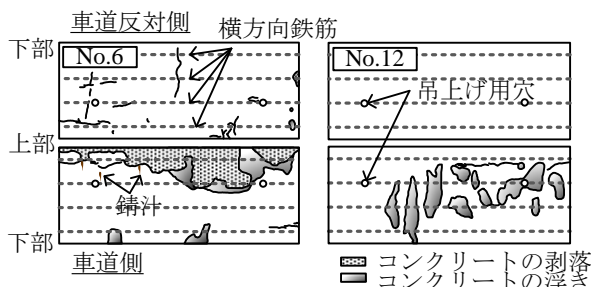 車道反対側
横方向鉄筋
下部
No.6
No.12
吊上げ用穴
上部
錆汁
下部
車道側
コンクリートの剥落
コンクリートの浮き